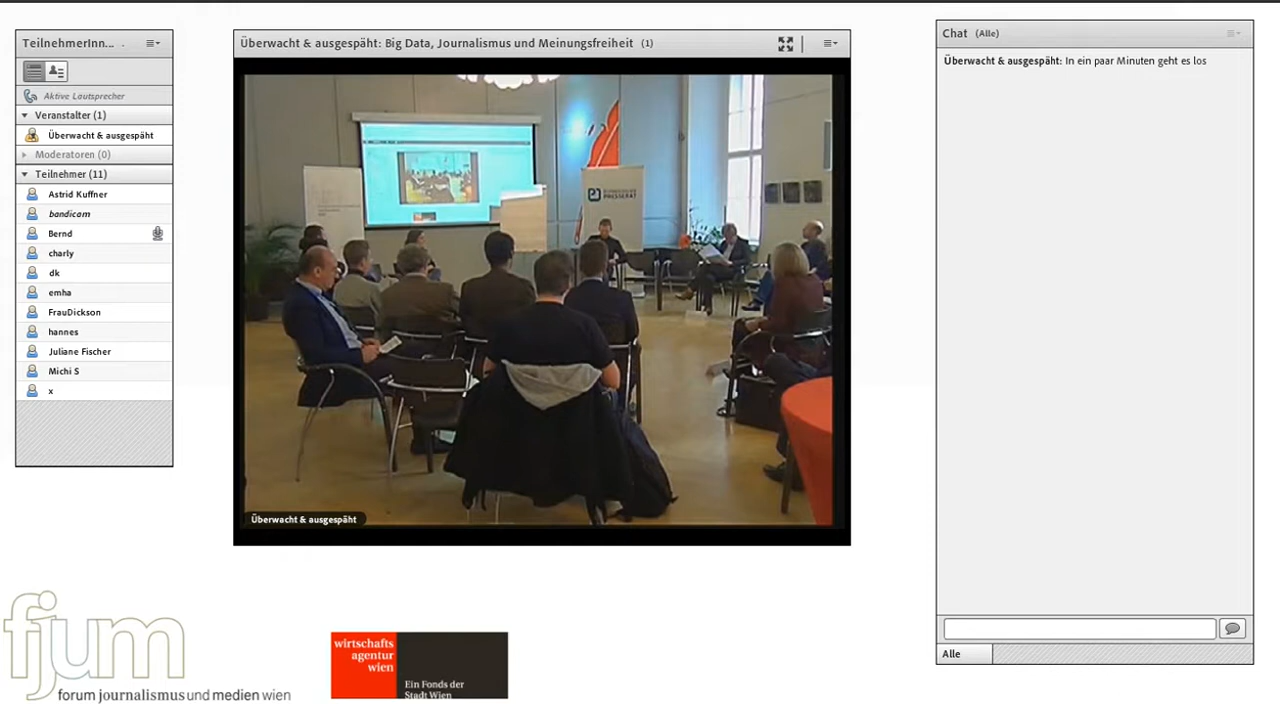 TeilnehmerInn... .
Aktive Lautsprecher
Veranstalter (1)
Überwacht & ausgespäht
Moderatoren (0)
Teilnehmer (11)
Astrid Kuffner
bandicam
Bernd
charly
dk
emha
FrauDickson
hannes
Juliane Fischer
Michi S
x
Überwacht & ausgespäht: Big Data, Journalismus und Meinungsfreiheit (1)
PRESSERAT
Überwacht & ausgespäht
Chat (Alle)
Überwacht & ausgespäht: In ein paar Minuten geht es los
Alle
fjum
forum journalismus und medien wien
wirtschafts
agentur
wien
Ein Fonds der
Stadt Wien